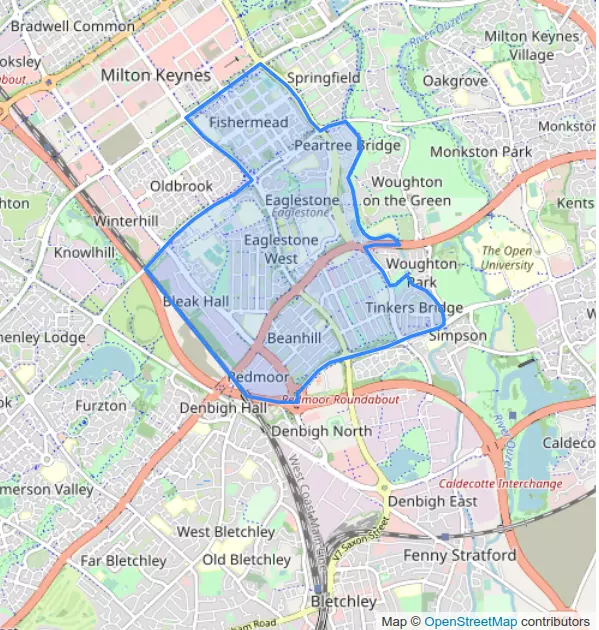 Bradwell Common
River Ouzel
Milton Keynes
Village
ooksley
Milton Keynes
Springfield
Oakgrove
about
Fishermead
Monkston
Peartree Bridge
Monkston Park
Oldbrook
Woughton
on the Green
Eaglestone
Eaglestone
hton
Kents
Winterhill
Eaglestone
West
Knowlhill
The Open
University
Woughton
Park
Bleak Hall
Tinkers Bridge
enley Lodge
Beanhill
Simpson
Redmoor
Furzton
Denbigh Hall
Redmoor Roundabout
Denbigh North
River Ouzel
Caldeco
West Coast Main Line
Caldecotte Interchange
merson Valley
Denbigh East
V7 Saxon Street
West Bletchley
Far Bletchley
Old Bletchley
Fenny Stratford
Bletchley
ham Road
Map © OpenStreetMap contributors